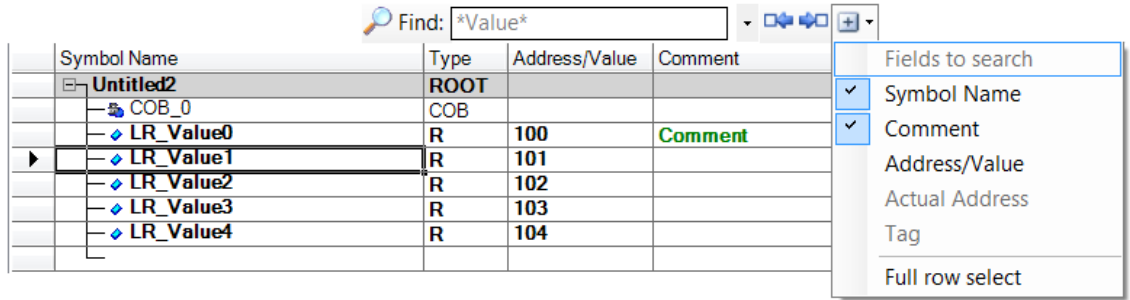 Find: *Value*
Symbol Name Type Address/Value Comment
Untitled2 ROOT
COB_0 COB
LR_Value0 R 100 Comment
LR_Value1 R 101
LR_Value2 R 102
LR_Value3 R 103
LR_Value4 R 104
Fields to search
Symbol Name
Comment
Address/Value
Actual Address
Tag
Full row select